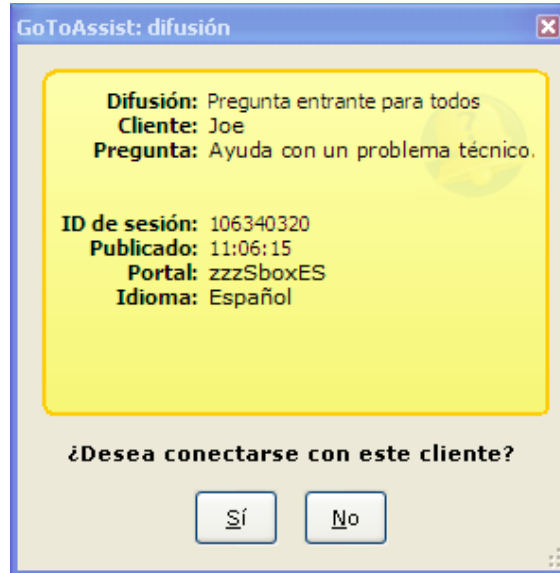 GoToAssist: difusión
Difusión: Pregunta entrante para todos
Cliente: Joe
Pregunta: Ayuda con un problema técnico.
ID de sesión: 106340320
Publicado: 11:06:15
Portal: zzzSboxES
Idioma: Español
¿Desea conectarse con este cliente?
Sí No